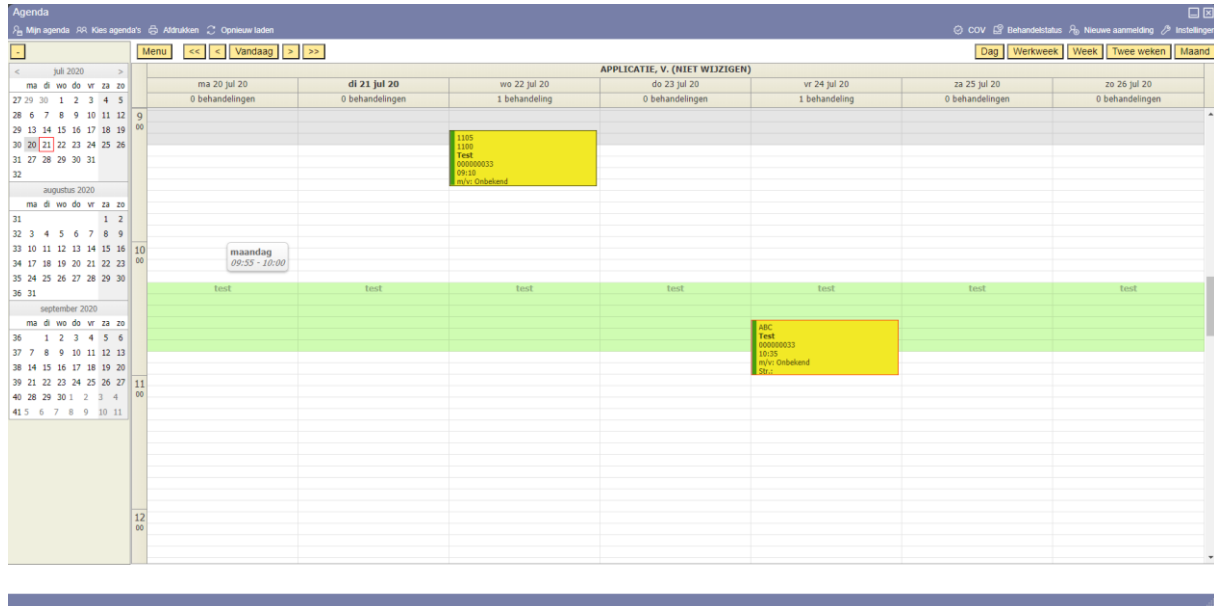 Agenda
Mijn agenda Kies agenda's Afdrukken Opnieuw laden COV Behandelstatus Nieuwe aanmelding Instellingen
- Menu << < Vandaag > >> Dag Werkweek Week Twee weken Maand
< juli 2020 >
ma di wo do vr za zo
27 29 30 1 2 3 4 5
28 6 7 8 9 10 11 12
29 13 14 15 16 17 18 19
30 20 21 22 23 24 25 26
31 27 28 29 30 31
32
augustus 2020
ma di wo do vr za zo
31 1 2
32 3 4 5 6 7 8 9
33 10 11 12 13 14 15 16
34 17 18 19 20 21 22 23
35 24 25 26 27 28 29 30
36 31
september 2020
ma di wo do vr za zo
36 1 2 3 4 5 6
37 7 8 9 10 11 12 13
38 14 15 16 17 18 19 20
39 21 22 23 24 25 26 27
40 28 29 30 1 2 3 4
41 5 6 7 8 9 10 11
APPLICATIE, V. (NIET WIJZIGEN)
ma 20 jul 20 di 21 jul 20 wo 22 jul 20 do 23 jul 20 vr 24 jul 20 za 25 jul 20 zo 26 jul 20
0 behandelingen 0 behandelingen 1 behandeling 0 behandelingen 1 behandeling 0 behandelingen 0 behandelingen
9
00
1105
1100
Test
000000033
09:10
m/v: Onbekend
10
00
maandag
09:55 - 10:00
test test test test test test test
ABC
Test
000000033
10:35
m/v: Onbekend
Str.:
11
00
12
00